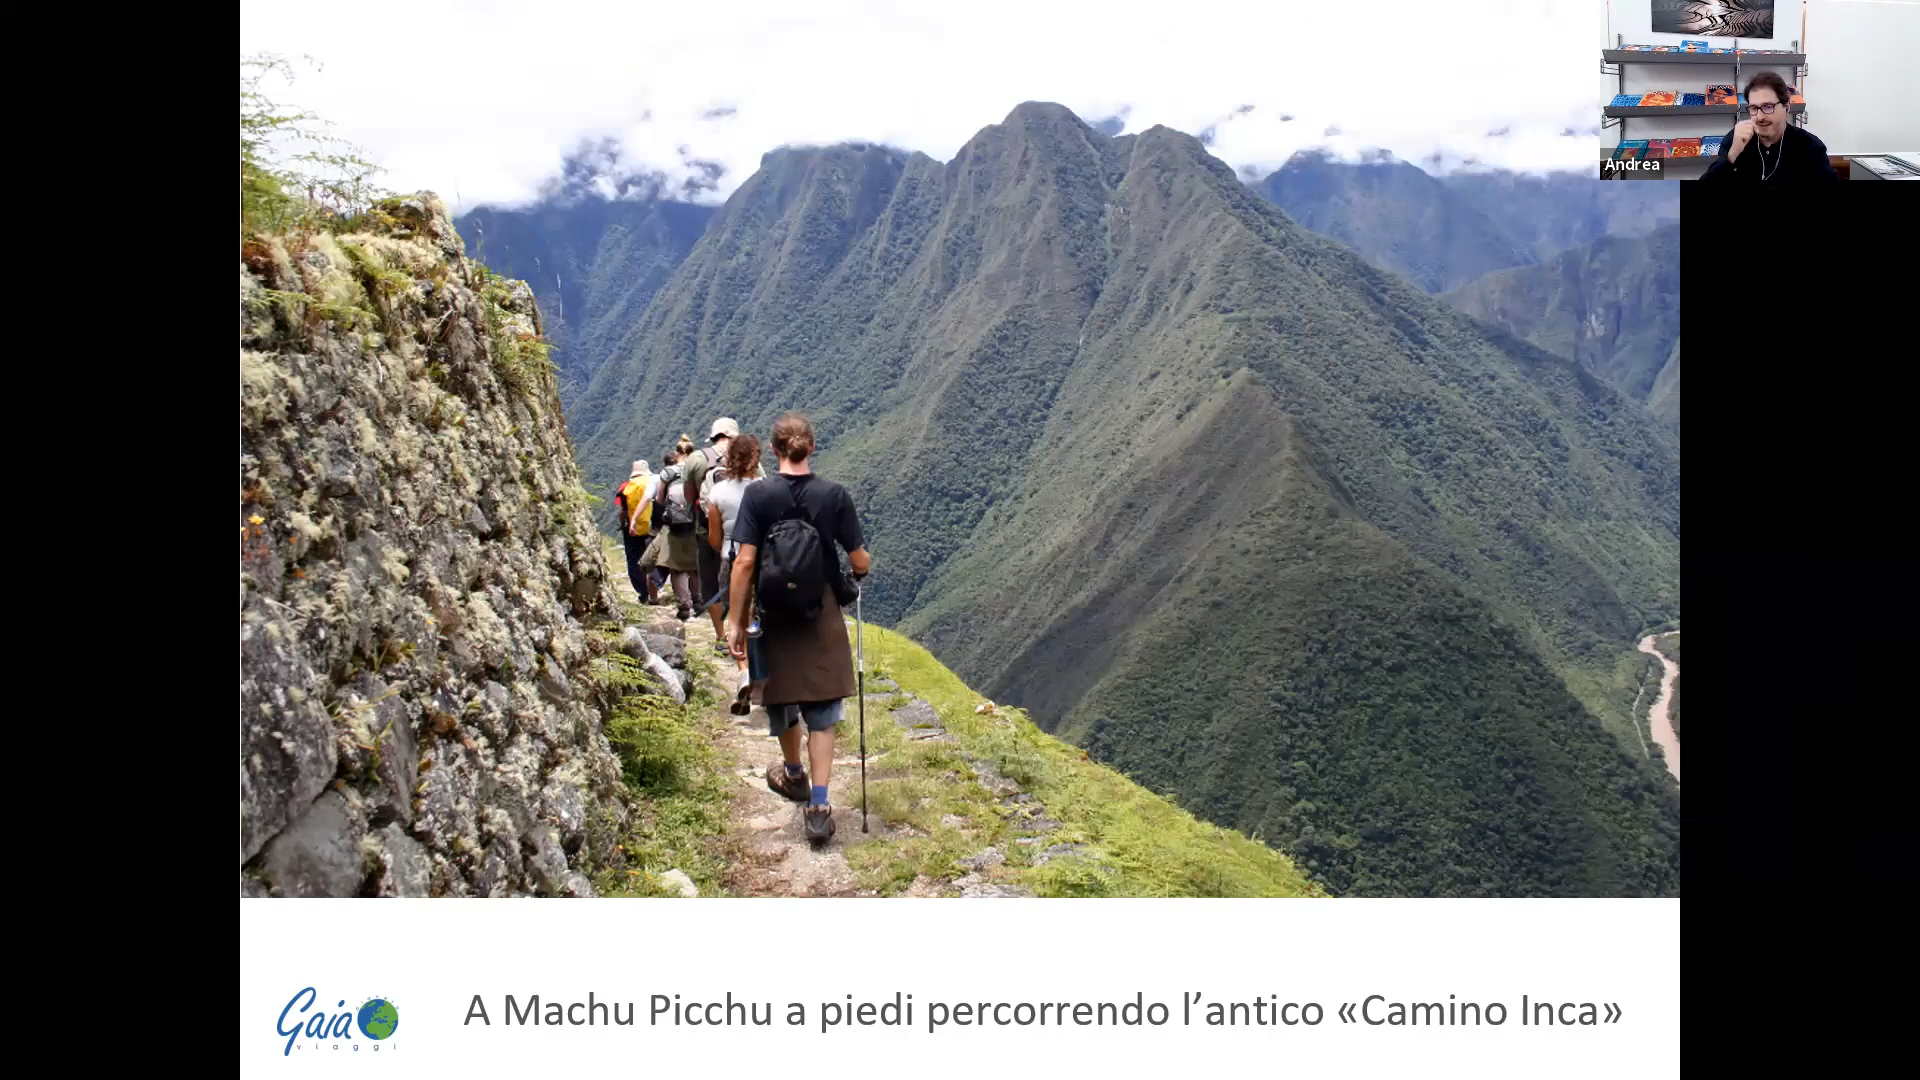 Andrea
Gaia
viaggi
A Machu Picchu a piedi percorrendo l’antico «Camino Inca»